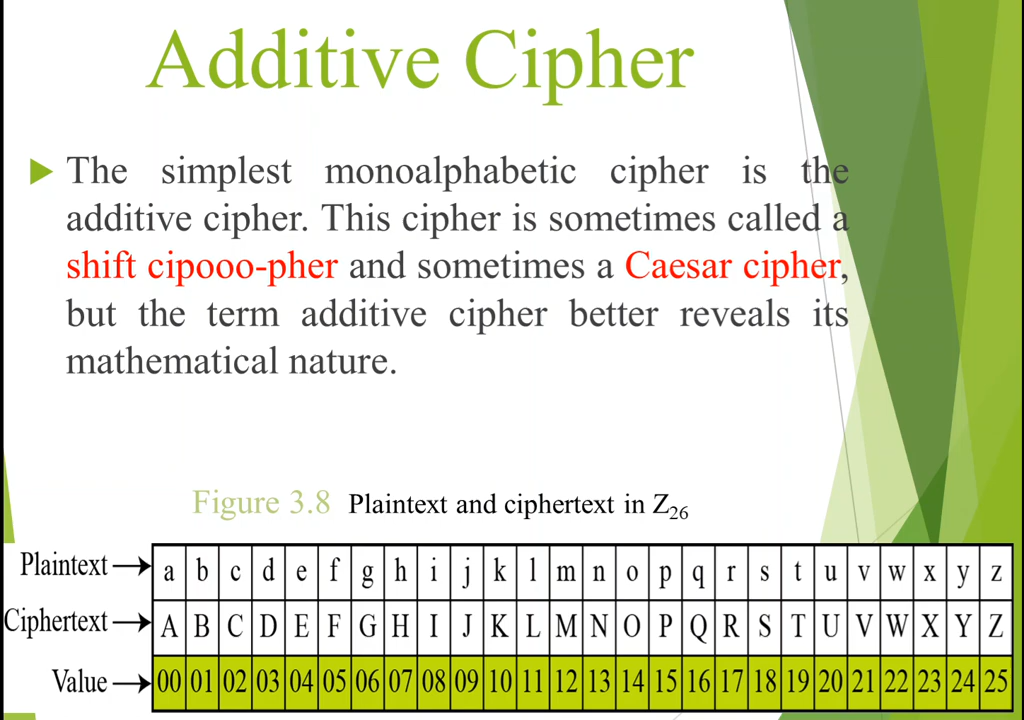 Additive Cipher
The simplest monoalphabetic cipher is the
additive cipher. This cipher is sometimes called a
shift cipooo-pher and sometimes a Caesar cipher,
but the term additive cipher better reveals its
mathematical nature.
Figure 3.8 Plaintext and ciphertext in Z26
Plaintext a b c d e f g h i j k l m n o p q r s t u v w x y z
Ciphertext A B C D E F G H I J K L M N O P Q R S T U V W X Y Z
Value 00 01 02 03 04 05 06 07 08 09 10 11 12 13 14 15 16 17 18 19 20 21 22 23 24 25